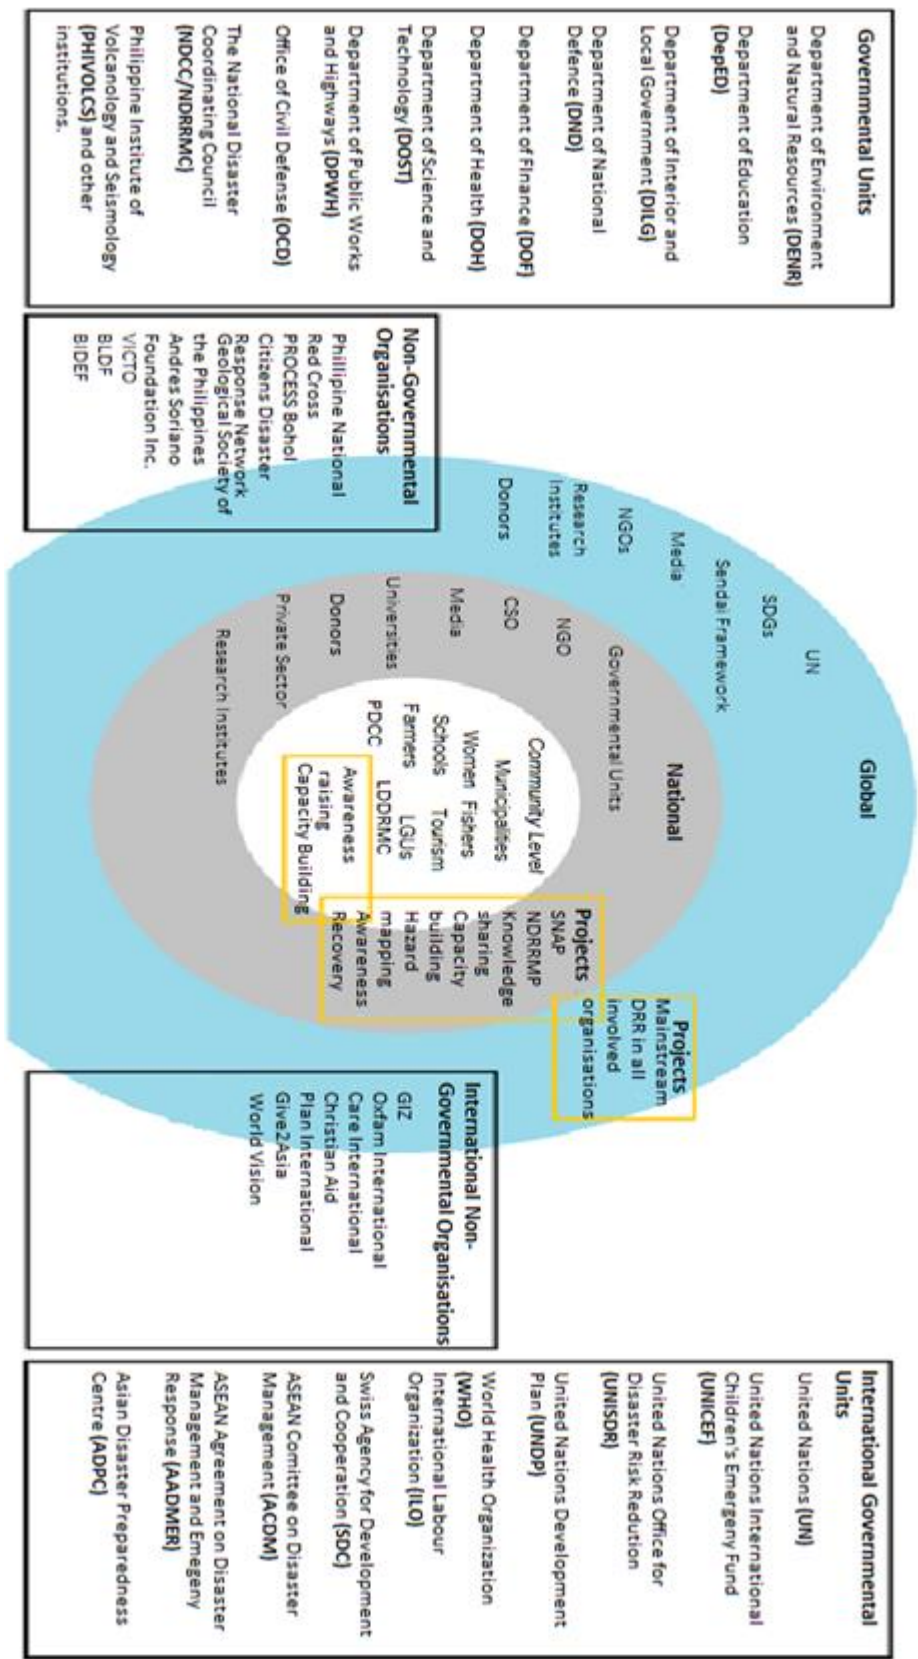 Governmental Units
Department of Environment
and Natural Resources (DENR)
Department of Education
(DepED)
Department of Interior and
Local Government (DILG)
Department of National
Defence (DND)
Department of FInance (DOF)
Department of Health (DOH)
Department of Science and
Technology (DOST)
Department of Public Works
and Highways (DPWH)
Office of Civil Defense (OCD)
The National Disaster
Coordinating Council
(NDCC/NDRRMC)
Philippine Institute of
Volcanology and Seismology
(PHIVOLCS) and other
institutions.
Non-Governmental
Organisations
Phillipine National
Red Cross
PROCESS Bohol
Citizens Disaster
Response Network
Geological Society of
the Philippines
Andres Soriano
Foundation Inc.
VICTO
BLDF
BIDEF
Global
UN
SDGs
Sendai Framework
Media
NGOs
Research
Institutes
Donors
National
Governmental Units
NGO
CSO
Media
Universities
Donors
Private Sector
Research Institutes
Community Level
Municipalities
Women Fishers
Schools Tourism
Farmers LGUs
PDCC LDDRMC
Awareness
raising
Capacity Building
Projects
SNAP
NDRRMP
Knowledge
sharing
Capacity
building
Hazard
mapping
Awareness
Recovery
Projects
Mainstream
DRR in all
involved
organisations
International Non-
Governmental Organisations
GIZ
Oxfam International
Care International
Christian Aid
Plan International
Give2Asia
World Vision
International Governmental
Units
United Nations (UN)
United Nations International
Children's Emergeny Fund
(UNICEF)
United Nations Office for
Disaster Risk Redution
(UNISDR)
United Nations Development
Plan (UNDP)
World Health Organization
(WHO)
International Labour
Organization (ILO)
Swiss Agency for Development
and Cooperation (SDC)
ASEAN Comittee on Disaster
Management (ACDM)
ASEAN Agreement on Disaster
Management and Emegeny
Response (AADMER)
Asian Disaster Preparedness
Centre (ADPC)